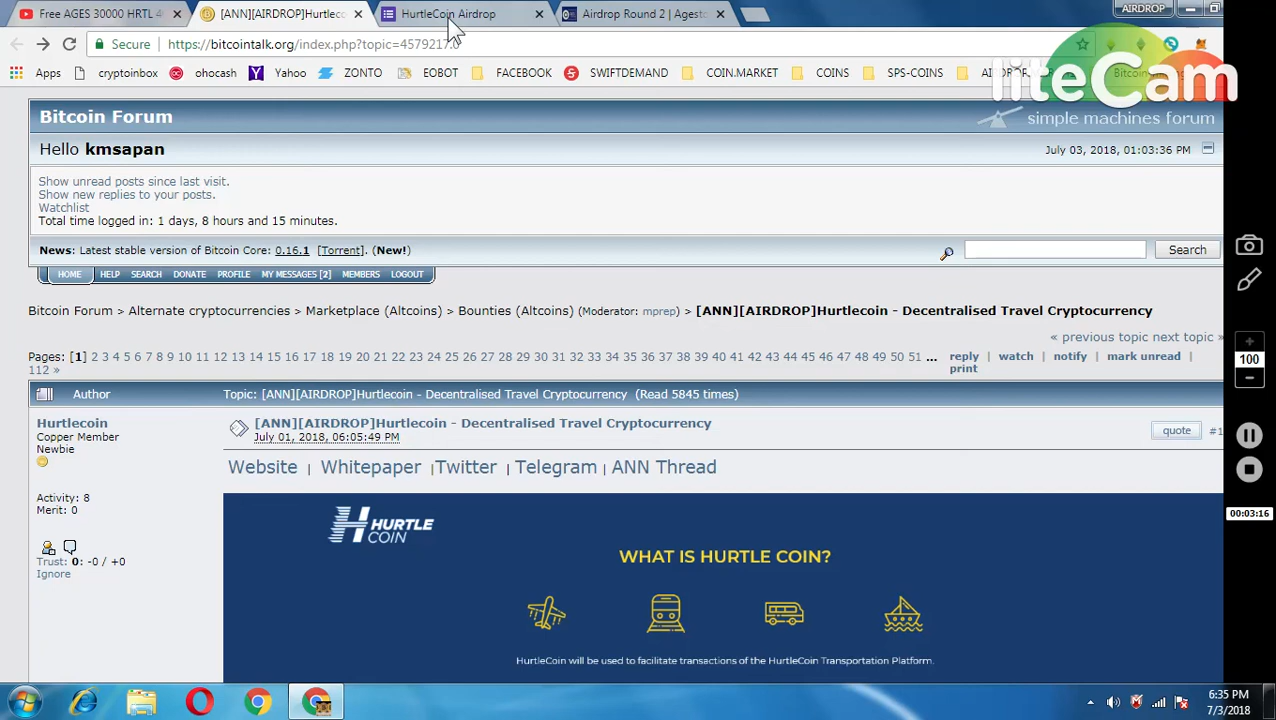 Free AGES 30000 HRTL 4
[ANN][AIRDROP]Hurtlec
HurtleCoin Airdrop
Airdrop Round 2 | Agest
AIRDROP
Secure
https://bitcointalk.org/index.php?topic=4579217.0
Apps
cryptoinbox
ohocash
Yahoo
ZONTO
EOBOT
FACEBOOK
SWIFTDEMAND
COIN.MARKET
COINS
SPS-COINS
liteCam
Bitcoin Forum
simple machines forum
Hello kmsapan
July 03, 2018, 01:03:36 PM
Show unread posts since last visit.
Show new replies to your posts.
Watchlist
Total time logged in: 1 days, 8 hours and 15 minutes.
News: Latest stable version of Bitcoin Core: 0.16.1 [Torrent]. (New!)
Search
HOME HELP SEARCH DONATE PROFILE MY MESSAGES [2] MEMBERS LOGOUT
Bitcoin Forum > Alternate cryptocurrencies > Marketplace (Altcoins) > Bounties (Altcoins) (Moderator: mprep) > [ANN][AIRDROP]Hurtlecoin - Decentralised Travel Cryptocurrency
« previous topic next topic »
Pages: [1] 2 3 4 5 6 7 8 9 10 11 12 13 14 15 16 17 18 19 20 21 22 23 24 25 26 27 28 29 30 31 32 33 34 35 36 37 38 39 40 41 42 43 44 45 46 47 48 49 50 51 ...
112 »
reply | watch | notify | mark unread |
print
100
Author
Topic: [ANN][AIRDROP]Hurtlecoin - Decentralised Travel Cryptocurrency (Read 5845 times)
Hurtlecoin
Copper Member
Newbie
[ANN][AIRDROP]Hurtlecoin - Decentralised Travel Cryptocurrency
July 01, 2018, 06:05:49 PM
quote
#1
Website | Whitepaper |Twitter | Telegram | ANN Thread
Activity: 8
Merit: 0
Trust: 0: -0 / +0
Ignore
HURTLE
COIN
WHAT IS HURTLE COIN?
HurtleCoin will be used to facilitate transactions of the HurtleCoin Transportation Platform.
00:03:16
6:35 PM
7/3/2018